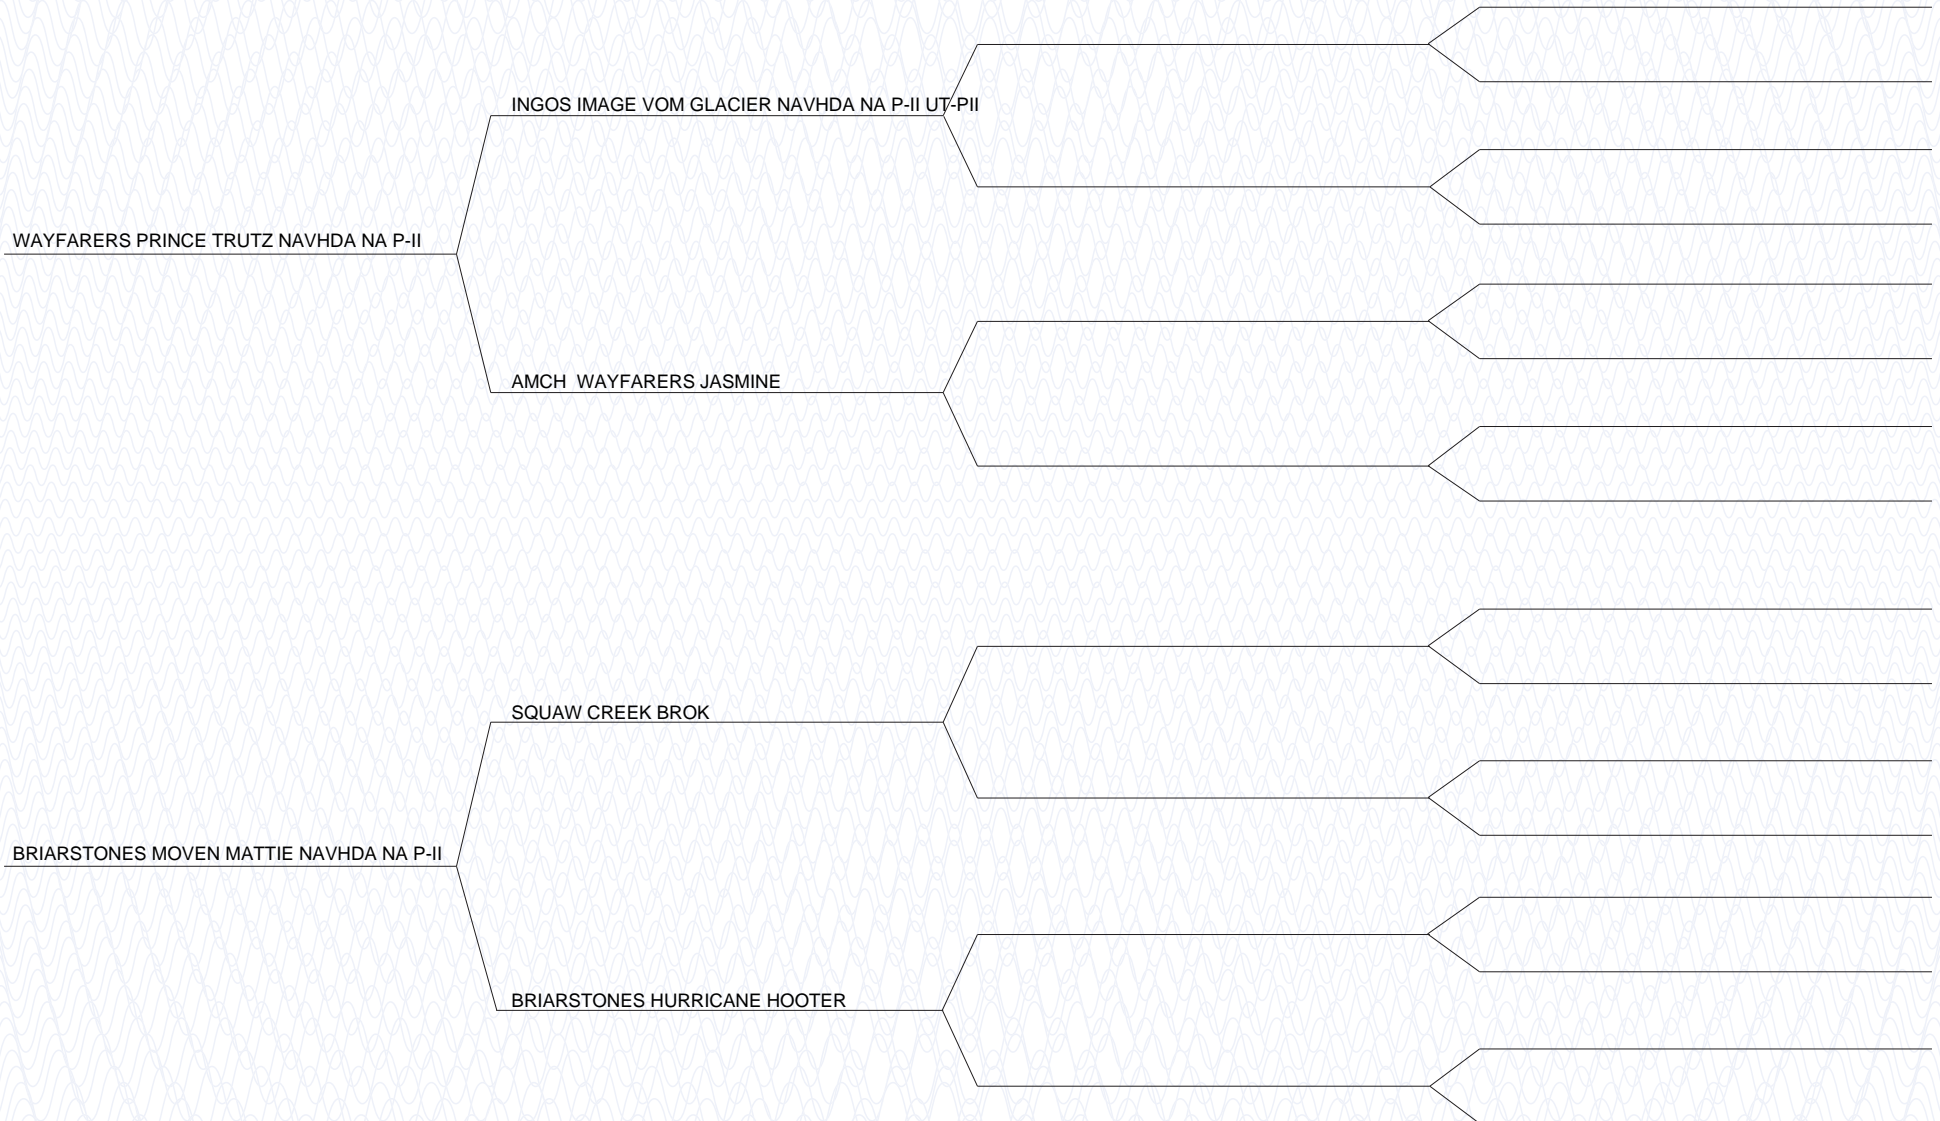 INGOS IMAGE VOM GLACIER NAVHDA NA P-II UT-PII
WAYFARERS PRINCE TRUTZ NAVHDA NA P-II
AMCH  WAYFARERS JASMINE
SQUAW CREEK BROK
BRIARSTONES MOVEN MATTIE NAVHDA NA P-II
BRIARSTONES HURRICANE HOOTER